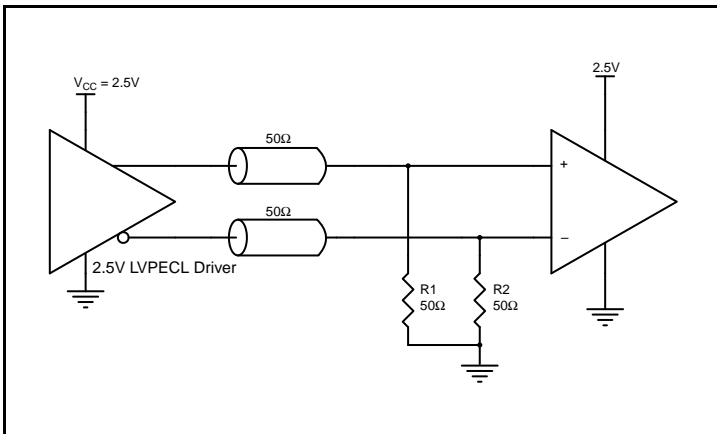 V_CC = 2.5V
2.5V
50Ω
50Ω
+
–
2.5V LVPECL Driver
R1
50Ω
R2
50Ω